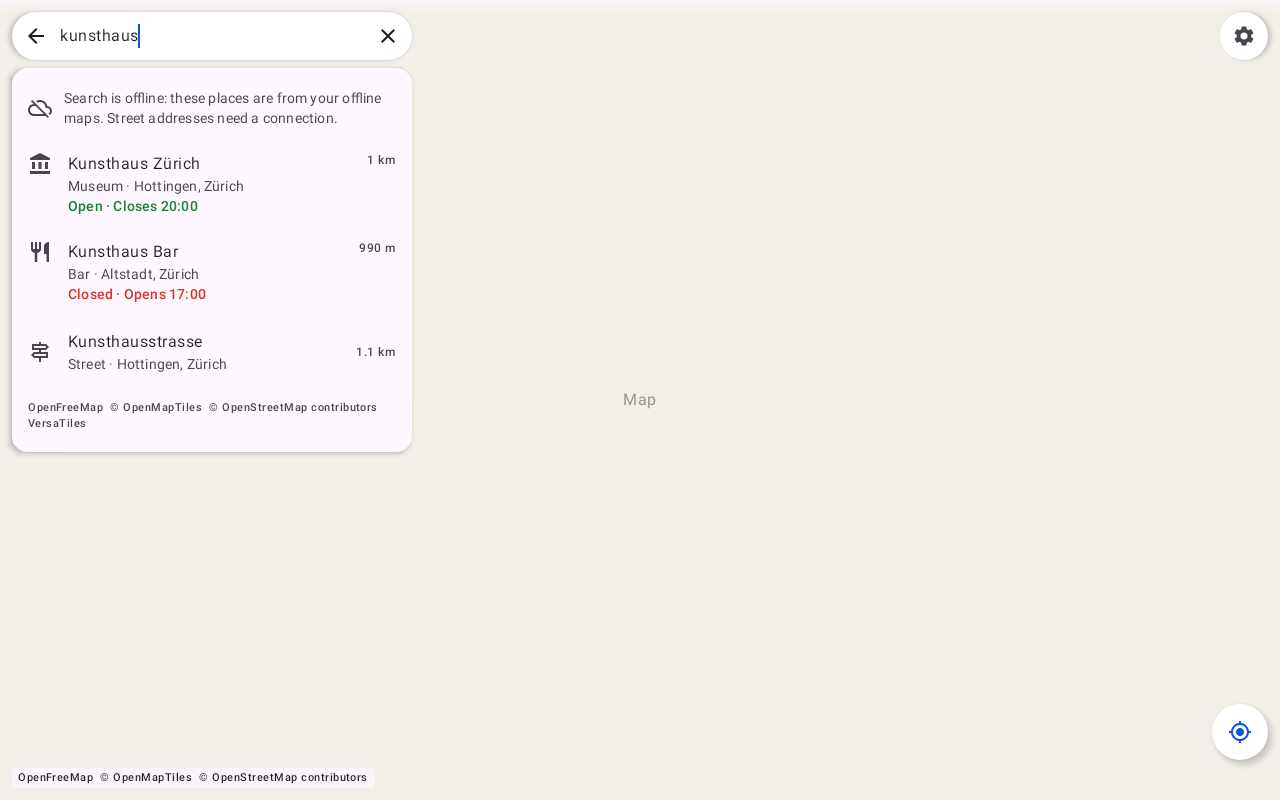 kunsthaus
Search is offline: these places are from your offline
maps. Street addresses need a connection.
Kunsthaus Zürich
1 km
Museum · Hottingen, Zürich
Open · Closes 20:00
Kunsthaus Bar
990 m
Bar · Altstadt, Zürich
Closed · Opens 17:00
Kunsthausstrasse
1.1 km
Street · Hottingen, Zürich
OpenFreeMap © OpenMapTiles © OpenStreetMap contributors
VersaTiles
Map
OpenFreeMap © OpenMapTiles © OpenStreetMap contributors